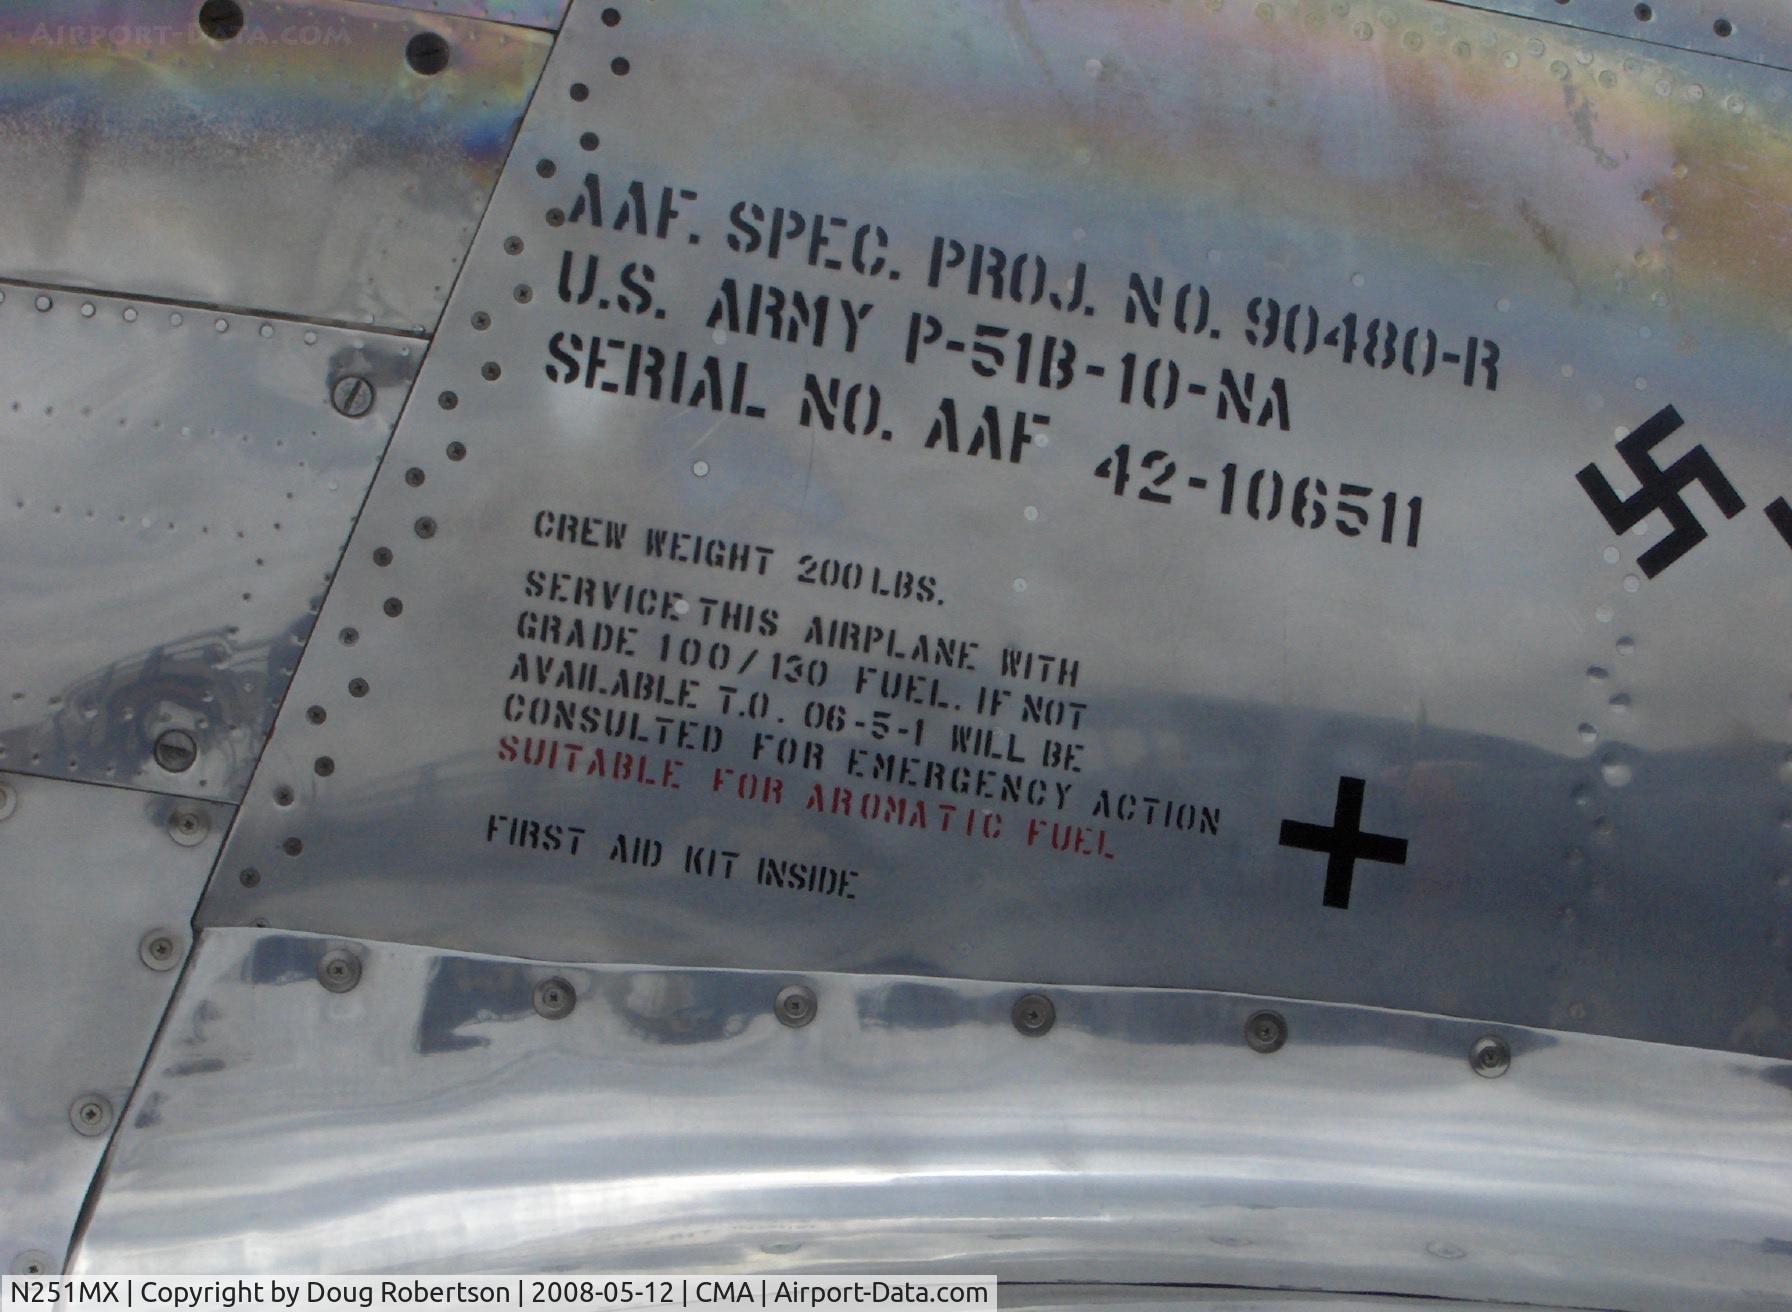 AIRPORT-DATA.COM
AAF. SPEC. PROJ. NO. 90480-R
U.S. ARMY P-51B-10-NA
SERIAL NO. AAF 42-106511
CREW WEIGHT 200 LBS.
SERVICE THIS AIRPLANE WITH
GRADE 100/130 FUEL. IF NOT
AVAILABLE T.O. 06-5-1 WILL BE
CONSULTED FOR EMERGENCY ACTION
SUITABLE FOR AROMATIC FUEL
FIRST AID KIT INSIDE
N251MX | Copyright by Doug Robertson | 2008-05-12 | CMA | Airport-Data.com